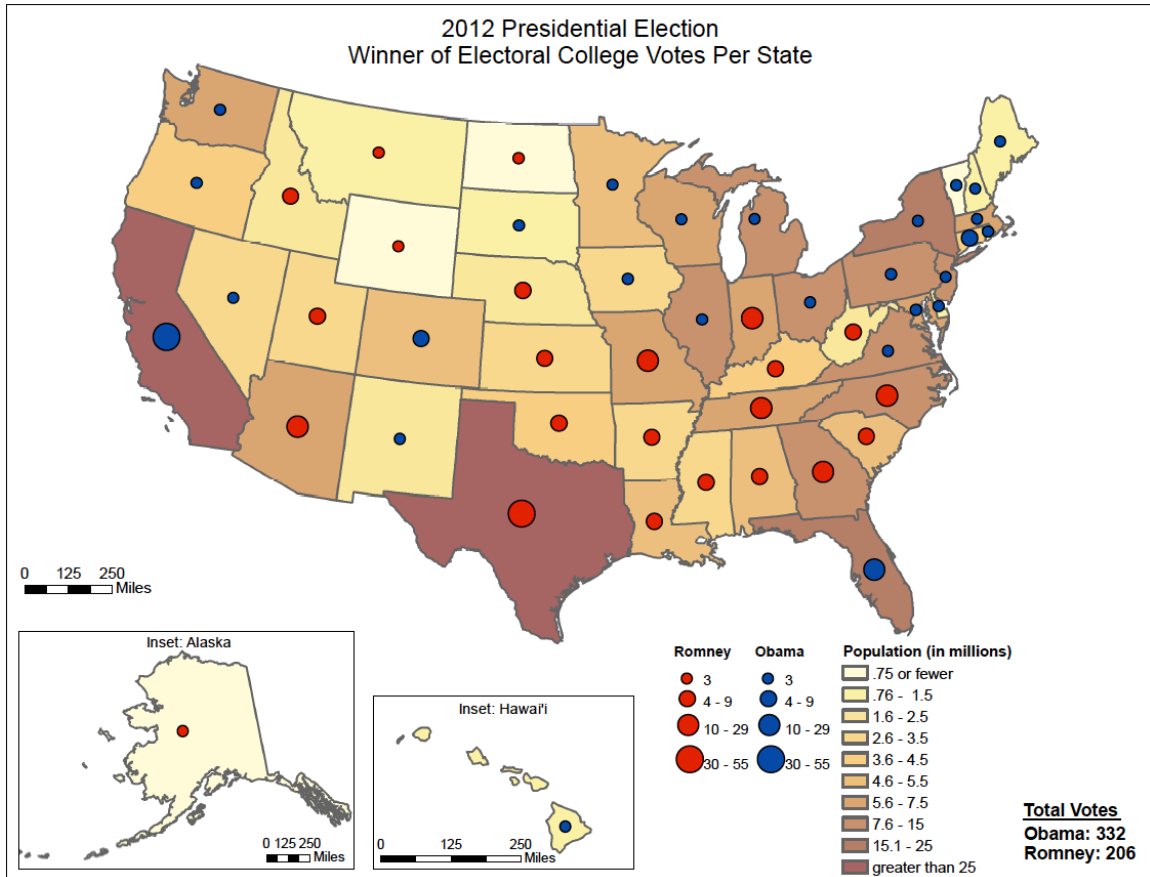 2012 Presidential Election
Winner of Electoral College Votes Per State
0 125 250
Miles
Inset: Alaska
0 125 250
Miles
Inset: Hawai'i
0 125 250
Miles
Romney Obama
3 3
4 - 9 4 - 9
10 - 29 10 - 29
30 - 55 30 - 55
Population (in millions)
.75 or fewer
.76 - 1.5
1.6 - 2.5
2.6 - 3.5
3.6 - 4.5
4.6 - 5.5
5.6 - 7.5
7.6 - 15
15.1 - 25
greater than 25
Total Votes
Obama: 332
Romney: 206